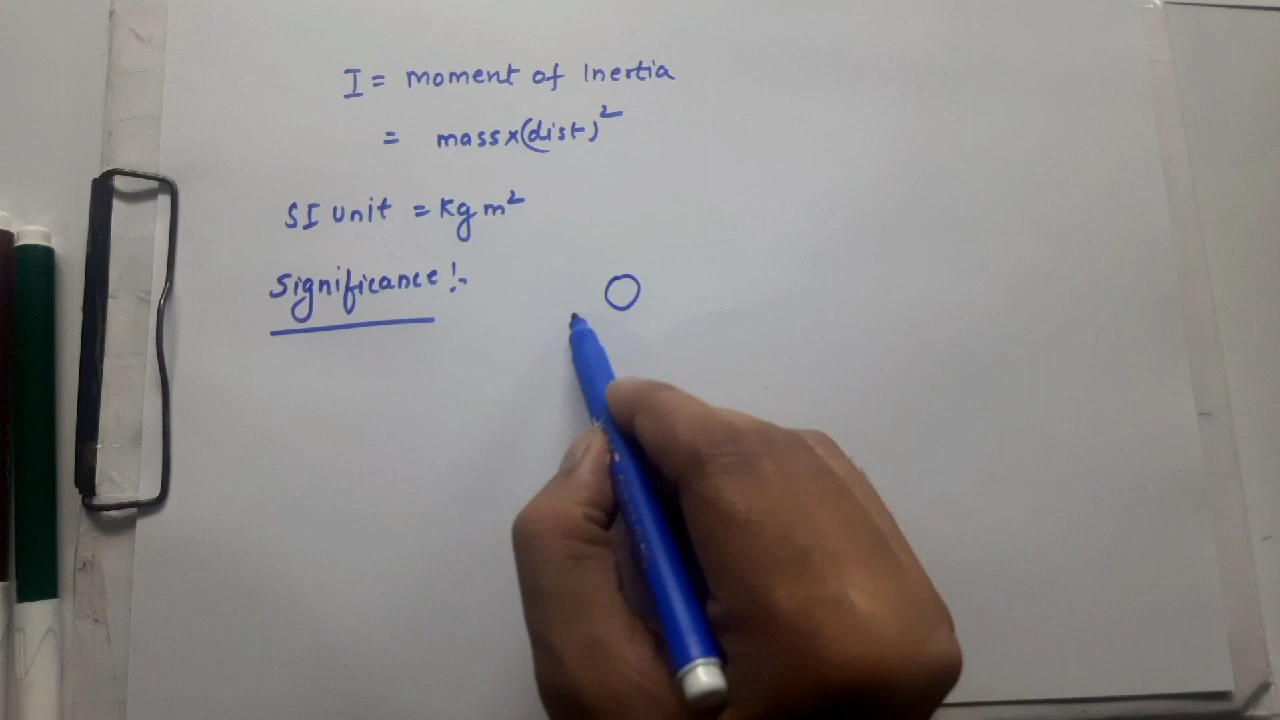 I = moment of Inertia
= mass x (dist)²
SI unit = kg m²
Significance :-